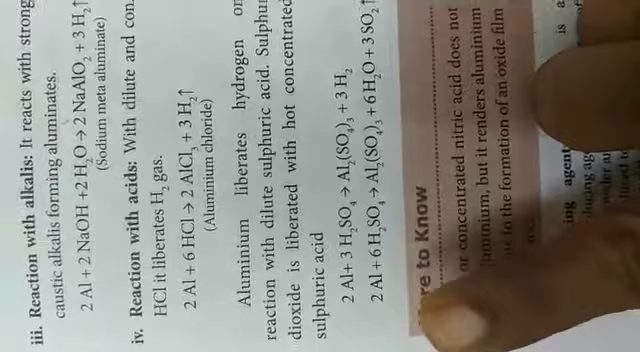 iii. Reaction with alkalis: It reacts with strong
caustic alkalis forming aluminates.
2 Al + 2 NaOH + 2 H₂O → 2 NaAlO₂ + 3 H₂↑
(Sodium meta aluminate)
iv. Reaction with acids: With dilute and con.
HCl it liberates H₂ gas.
2 Al + 6 HCl → 2 AlCl₃ + 3 H₂↑
(Aluminium chloride)
Aluminium liberates hydrogen on
reaction with dilute sulphuric acid. Sulphur
dioxide is liberated with hot concentrated
sulphuric acid
2 Al + 3 H₂SO₄ → Al₂(SO₄)₃ + 3 H₂
2 Al + 6 H₂SO₄ → Al₂(SO₄)₃ + 6 H₂O + 3 SO₂↑
to Know
or concentrated nitric acid does not
but it renders aluminium
to the formation of an oxide film
is